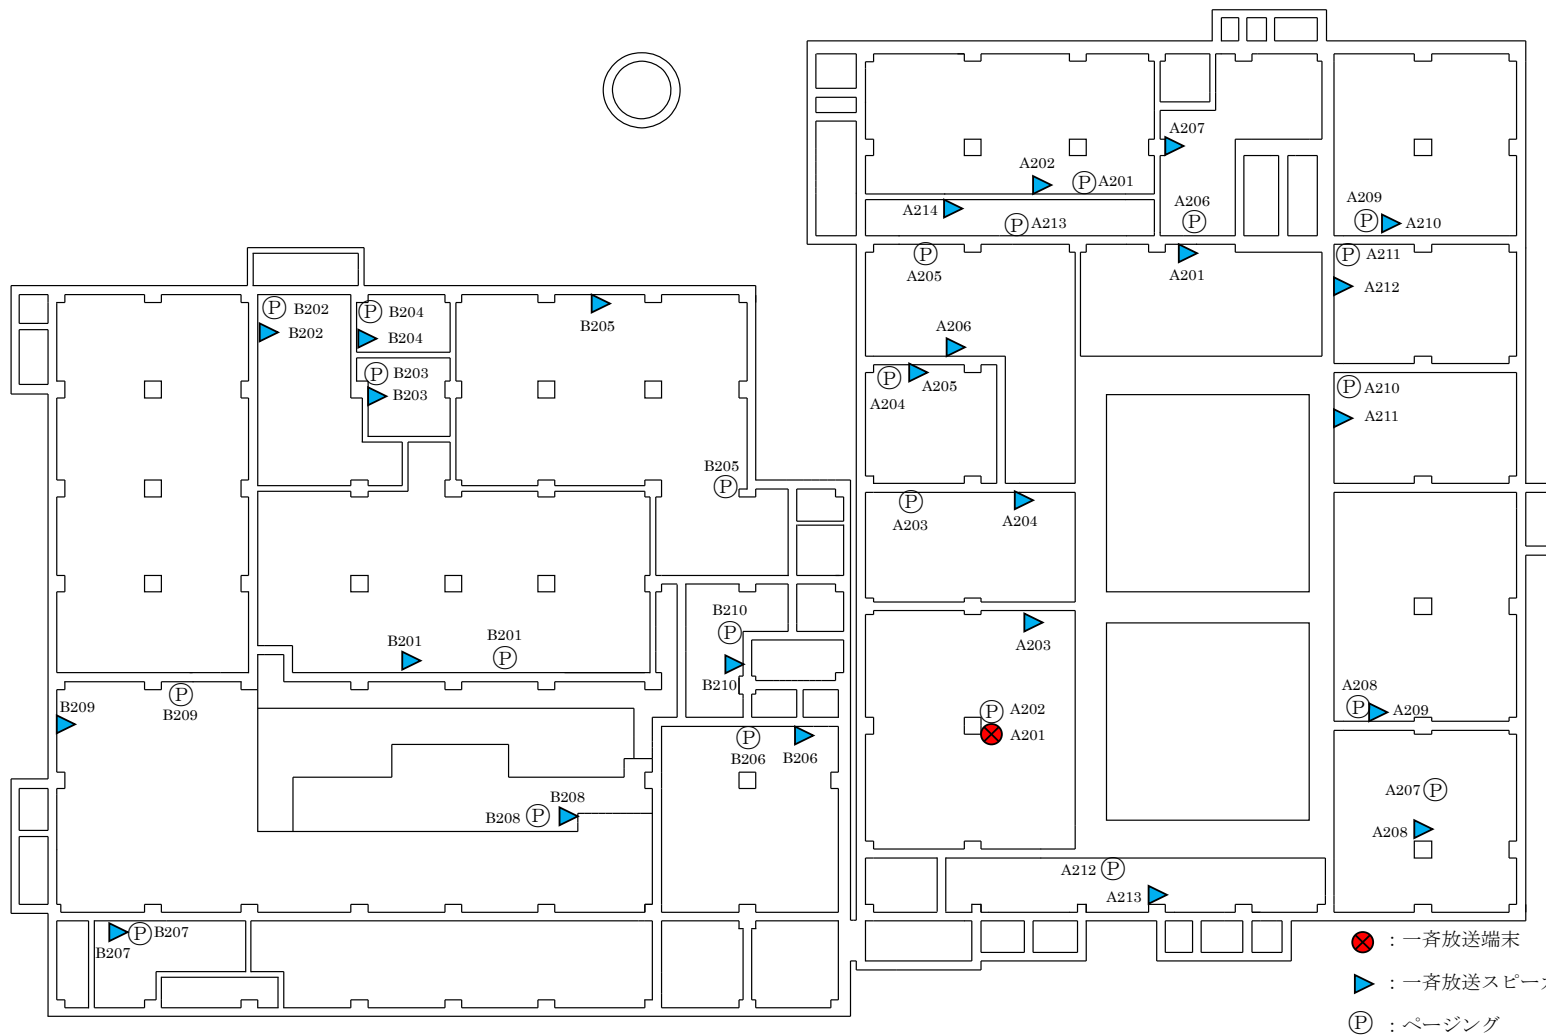 A207
A202
Ⓟ A201
A209
A206
A214
Ⓟ A213
Ⓟ
Ⓟ A210
Ⓟ
A205
A201
Ⓟ A211
A212
Ⓟ B202
B202
Ⓟ B204
B204
B205
A206
Ⓟ B203
B203
Ⓟ
A204
A205
Ⓟ A210
A211
B205
Ⓟ
Ⓟ
A203
A204
B201
B201
Ⓟ
B210
Ⓟ
B210
A203
Ⓟ
B209
B209
Ⓟ A202
A201
A208
Ⓟ A209
Ⓟ
B206
B206
A207 Ⓟ
A208
B208
B208 Ⓟ
A212 Ⓟ
A213
Ⓟ B207
B207
：一斉放送端末
：一斉放送スピー
Ⓟ ：ページング